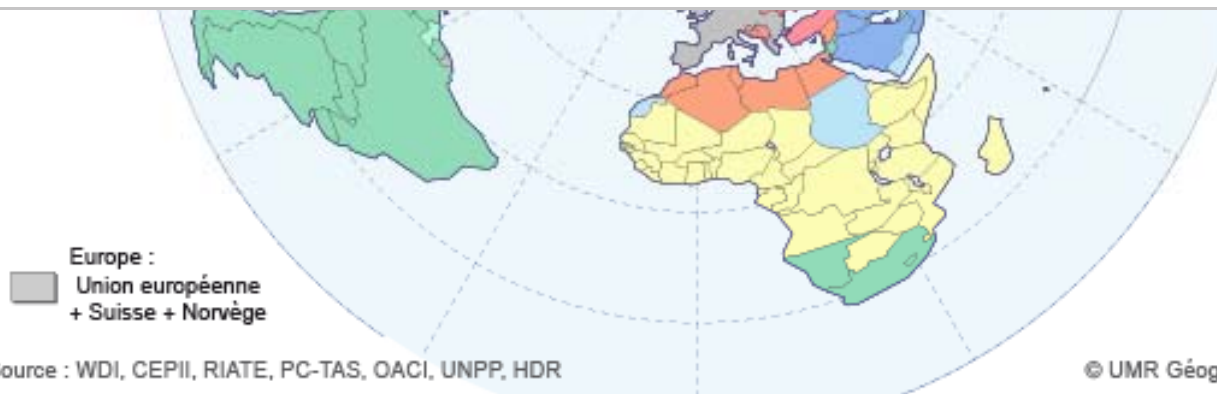 Europe :
Union européenne
+ Suisse + Norvège
ource : WDI, CEPII, RIATE, PC-TAS, OACI, UNPP, HDR
© UMR Géog